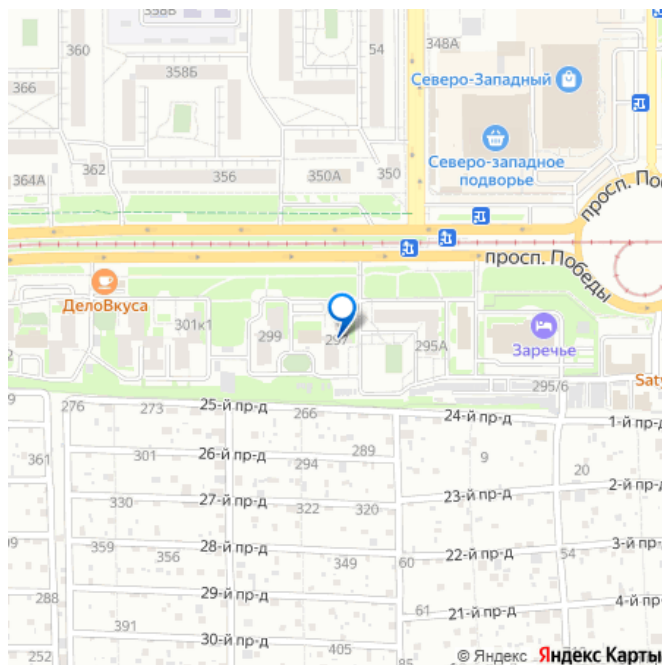 358В
360
54
348А
358Б
366
Северо-Западный
362
Северо-западное
подворье
364А
356
350А
350
просп. Поб
просп. Победы
ДелоВкуса
301к1
299
297
295А
Заречье
295/6
Saty
276
273
25-й пр-д
266
24-й пр-д
1-й пр-д
361
301
26-й пр-д
294
289
9
20
2-й пр-д
330
27-й пр-д
322
320
23-й пр-д
359
356
28-й пр-д
349
60
22-й пр-д
54
3-й пр-д
288
29-й пр-д
61
21-й пр-д
4-й пр-д
391
30-й пр-д
405
252
85
© Яндекс Яндекс Карты